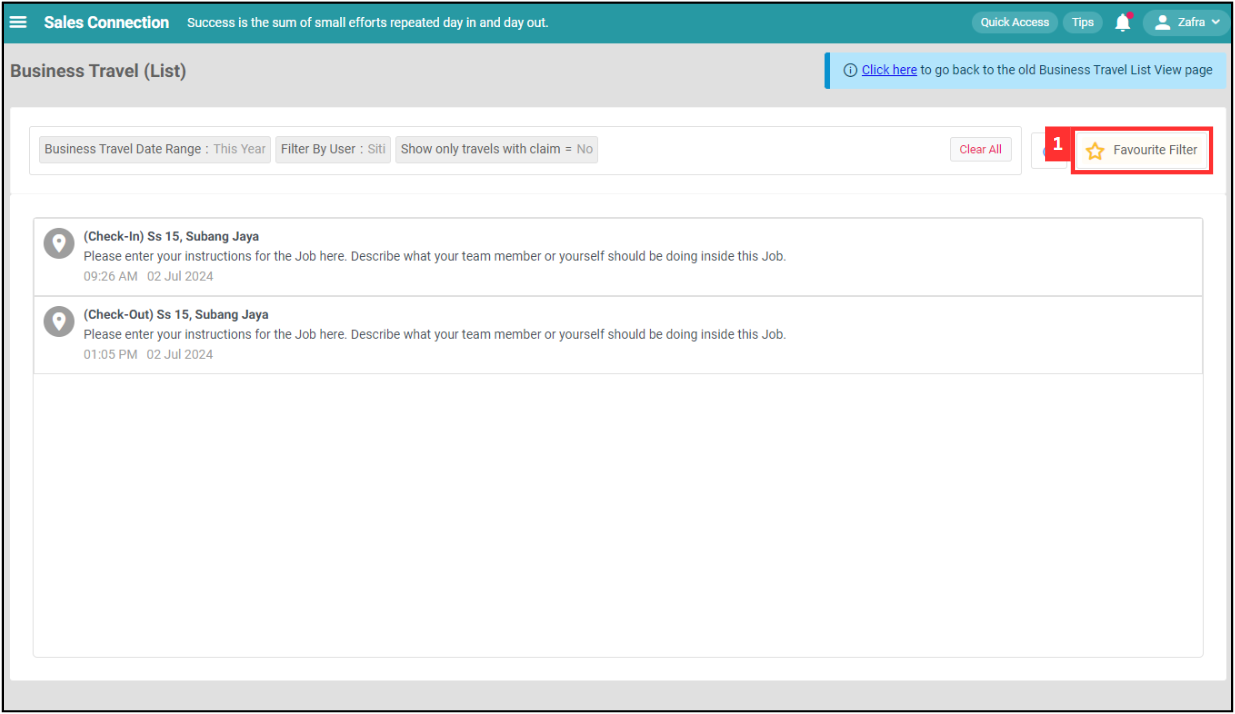 Sales Connection Success is the sum of small efforts repeated day in and day out. Quick Access Tips Zafra
Business Travel (List) Click here to go back to the old Business Travel List View page
Business Travel Date Range : This Year Filter By User : Siti Show only travels with claim = No Clear All 1 Favourite Filter
(Check-In) Ss 15, Subang Jaya
Please enter your instructions for the Job here. Describe what your team member or yourself should be doing inside this Job.
09:26 AM 02 Jul 2024
(Check-Out) Ss 15, Subang Jaya
Please enter your instructions for the Job here. Describe what your team member or yourself should be doing inside this Job.
01:05 PM 02 Jul 2024